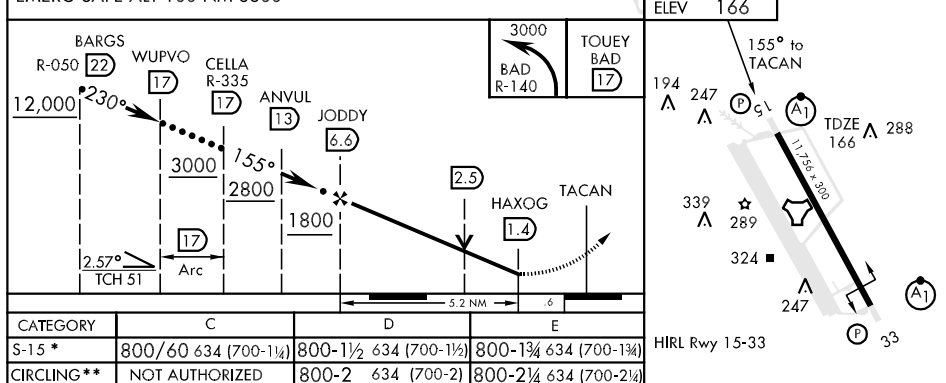 EMERG SAFE ALT 100 NM 3600
ELEV 166
BARGS
R-050 22
WUPVO
17
CELLA
R-335
17
ANVUL
13
JODDY
6.6
3000
BAD
R-140
TOUEY
BAD
17
12,000
230°
3000
155°
2800
1800
2.5
HAXOG
1.4
TACAN
17
Arc
2.57°
TCH 51
5.2 NM
.6
155° to
TACAN
194
247
P
15
A1
TDZE
166
288
11,756 x 300
339
289
324
247
A1
P
33
HIRL Rwy 15-33
CATEGORY C D E
S-15 * 800/60 634 (700-1¼) 800-1½ 634 (700-1½) 800-1¾ 634 (700-1¾)
CIRCLING** NOT AUTHORIZED 800-2 634 (700-2) 800-2¼ 634 (700-2¼)